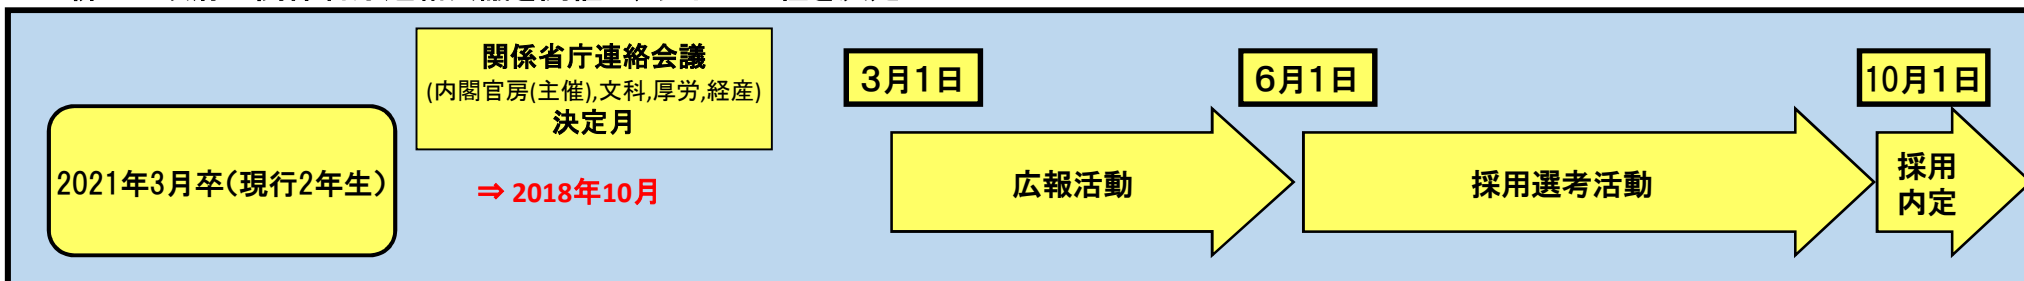 関係省庁連絡会議
(内閣官房(主催),文科,厚労,経産)
決定月
3月1日
6月1日
10月1日
2021年3月卒(現行2年生)
⇒ 2018年10月
広報活動
採用選考活動
採用
内定